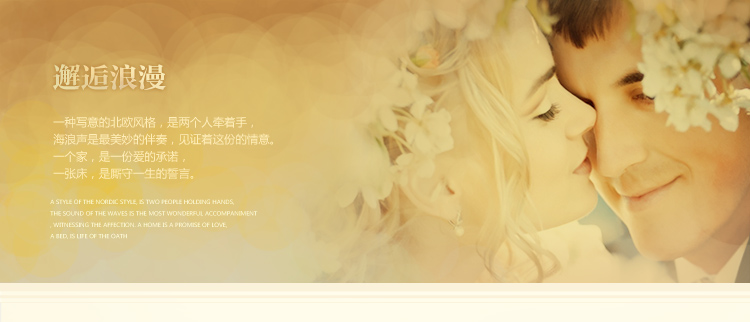 邂逅浪漫
一种写意的北欧风格，是两个人牵着手，
海浪声是最美妙的伴奏，见证着这份的情意。
一个家，是一份爱的承诺，
一张床，是厮守一生的誓言。
A STYLE OF THE NORDIC STYLE, IS TWO PEOPLE HOLDING HANDS,
THE SOUND OF THE WAVES IS THE MOST WONDERFUL ACCOMPANIMENT
, WITNESSING THE AFFECTION. A HOME IS A PROMISE OF LOVE,
A BED, IS LIFE OF THE OATH